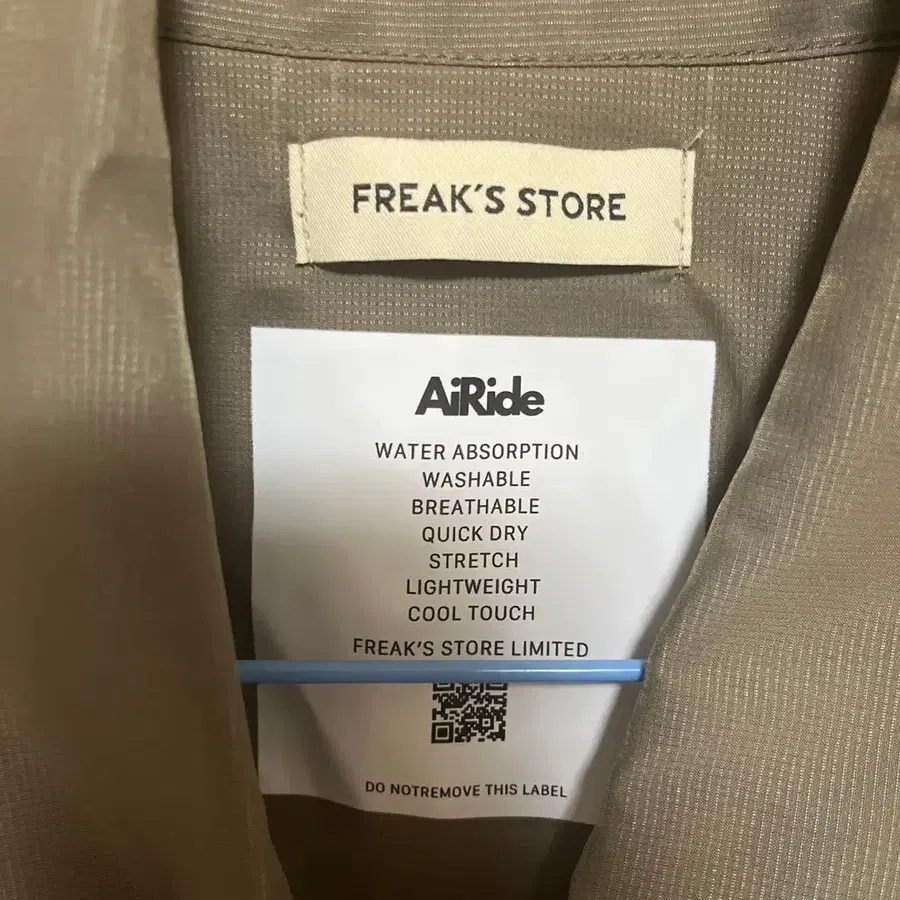 FREAK'S STORE
AiRide
WATER ABSORPTION
WASHABLE
BREATHABLE
QUICK DRY
STRETCH
LIGHTWEIGHT
COOL TOUCH
FREAK'S STORE LIMITED
DO NOTREMOVE THIS LABEL